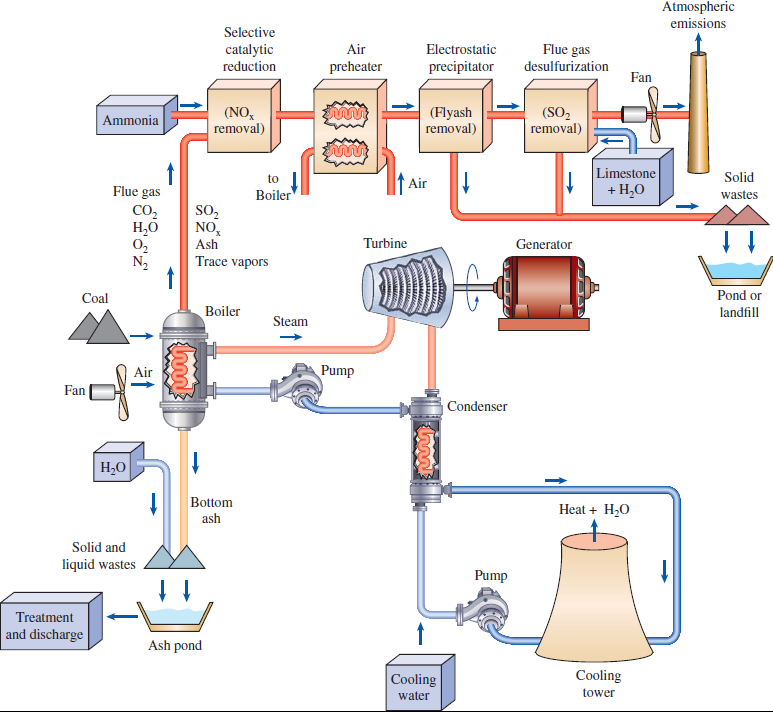 Atmospheric
emissions
Selective
catalytic
reduction
Air
preheater
Electrostatic
precipitator
Flue gas
desulfurization
Fan
Ammonia
(NOx
removal)
(Flyash
removal)
(SO2
removal)
Limestone
+ H2O
Solid
wastes
to
Boiler
Air
Flue gas
CO2
H2O
O2
N2
SO2
NOx
Ash
Trace vapors
Turbine
Generator
Pond or
landfill
Coal
Boiler
Steam
Air
Fan
Pump
Condenser
H2O
Bottom
ash
Heat + H2O
Solid and
liquid wastes
Pump
Treatment
and discharge
Ash pond
Cooling
water
Cooling
tower